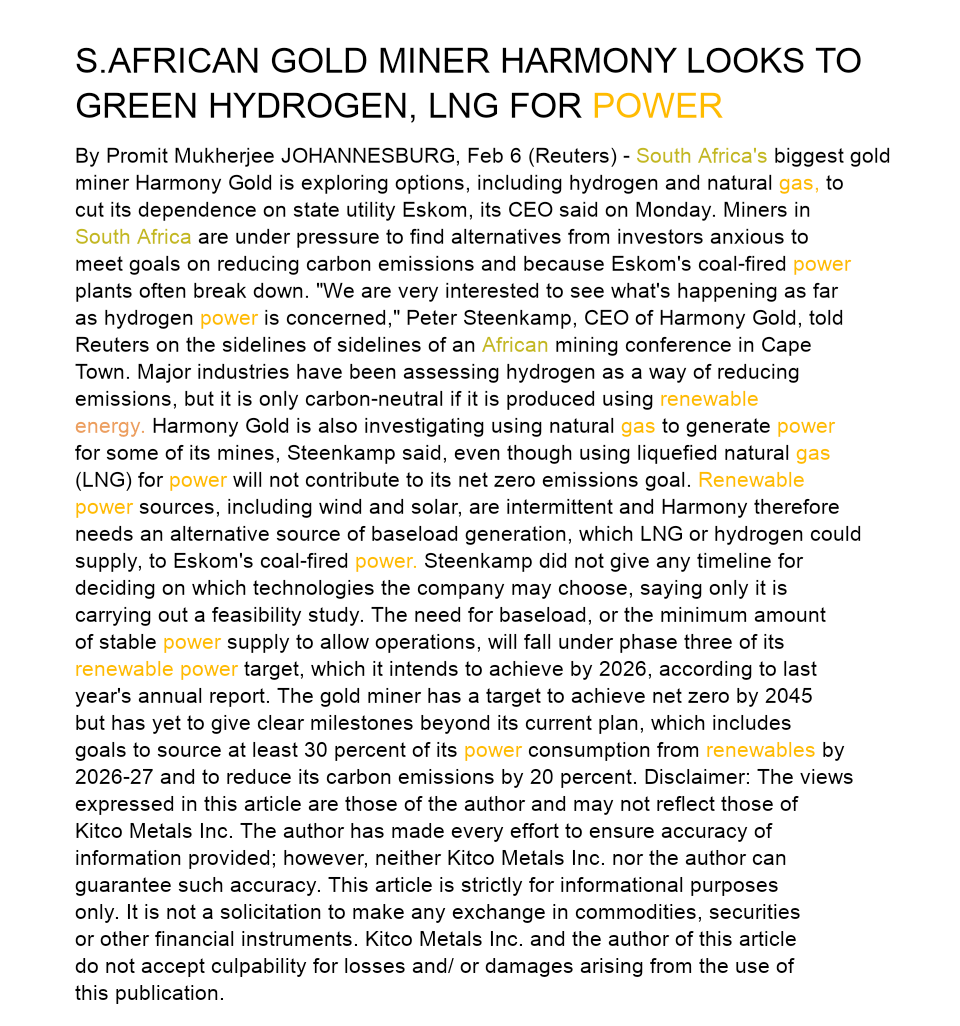 S.AFRICAN GOLD MINER HARMONY LOOKS TO
GREEN HYDROGEN, LNG FOR POWER
By Promit Mukherjee JOHANNESBURG, Feb 6 (Reuters) - South Africa's biggest gold
miner Harmony Gold is exploring options, including hydrogen and natural gas, to
cut its dependence on state utility Eskom, its CEO said on Monday. Miners in
South Africa are under pressure to find alternatives from investors anxious to
meet goals on reducing carbon emissions and because Eskom's coal-fired power
plants often break down. "We are very interested to see what's happening as far
as hydrogen power is concerned," Peter Steenkamp, CEO of Harmony Gold, told
Reuters on the sidelines of sidelines of an African mining conference in Cape
Town. Major industries have been assessing hydrogen as a way of reducing
emissions, but it is only carbon-neutral if it is produced using renewable
energy. Harmony Gold is also investigating using natural gas to generate power
for some of its mines, Steenkamp said, even though using liquefied natural gas
(LNG) for power will not contribute to its net zero emissions goal. Renewable
power sources, including wind and solar, are intermittent and Harmony therefore
needs an alternative source of baseload generation, which LNG or hydrogen could
supply, to Eskom's coal-fired power. Steenkamp did not give any timeline for
deciding on which technologies the company may choose, saying only it is
carrying out a feasibility study. The need for baseload, or the minimum amount
of stable power supply to allow operations, will fall under phase three of its
renewable power target, which it intends to achieve by 2026, according to last
year's annual report. The gold miner has a target to achieve net zero by 2045
but has yet to give clear milestones beyond its current plan, which includes
goals to source at least 30 percent of its power consumption from renewables by
2026-27 and to reduce its carbon emissions by 20 percent. Disclaimer: The views
expressed in this article are those of the author and may not reflect those of
Kitco Metals Inc. The author has made every effort to ensure accuracy of
information provided; however, neither Kitco Metals Inc. nor the author can
guarantee such accuracy. This article is strictly for informational purposes
only. It is not a solicitation to make any exchange in commodities, securities
or other financial instruments. Kitco Metals Inc. and the author of this article
do not accept culpability for losses and/ or damages arising from the use of
this publication.